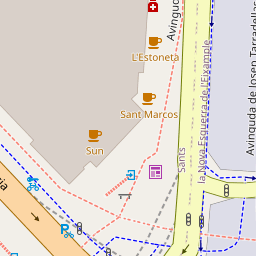 Avinguda
L'Estoneta
Sant Marcos
Sun
Sants
la Nova Esquerra de l'Eixample
Avinguda de Josep Tarradellas